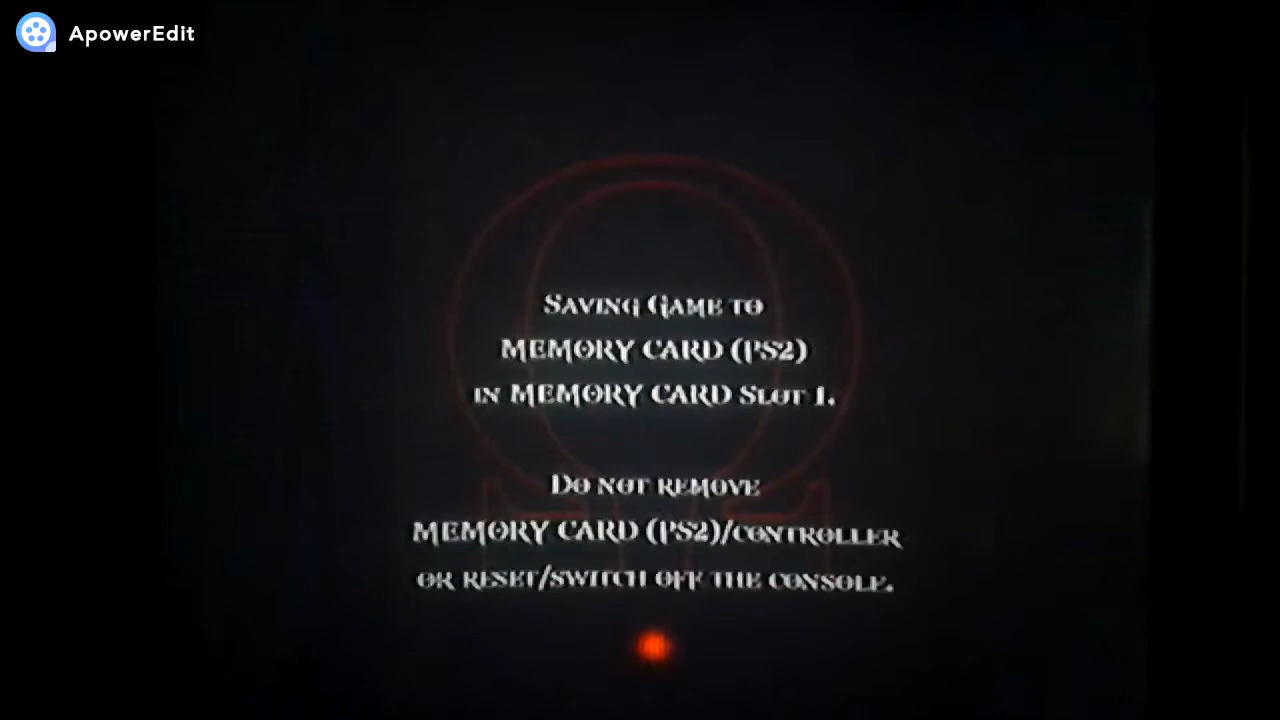 ApowerEdit
Saving Game to
MEMORY CARD (PS2)
in MEMORY CARD Slot 1.
Do not remove
MEMORY CARD (PS2)/controller
or reset/switch off the console.